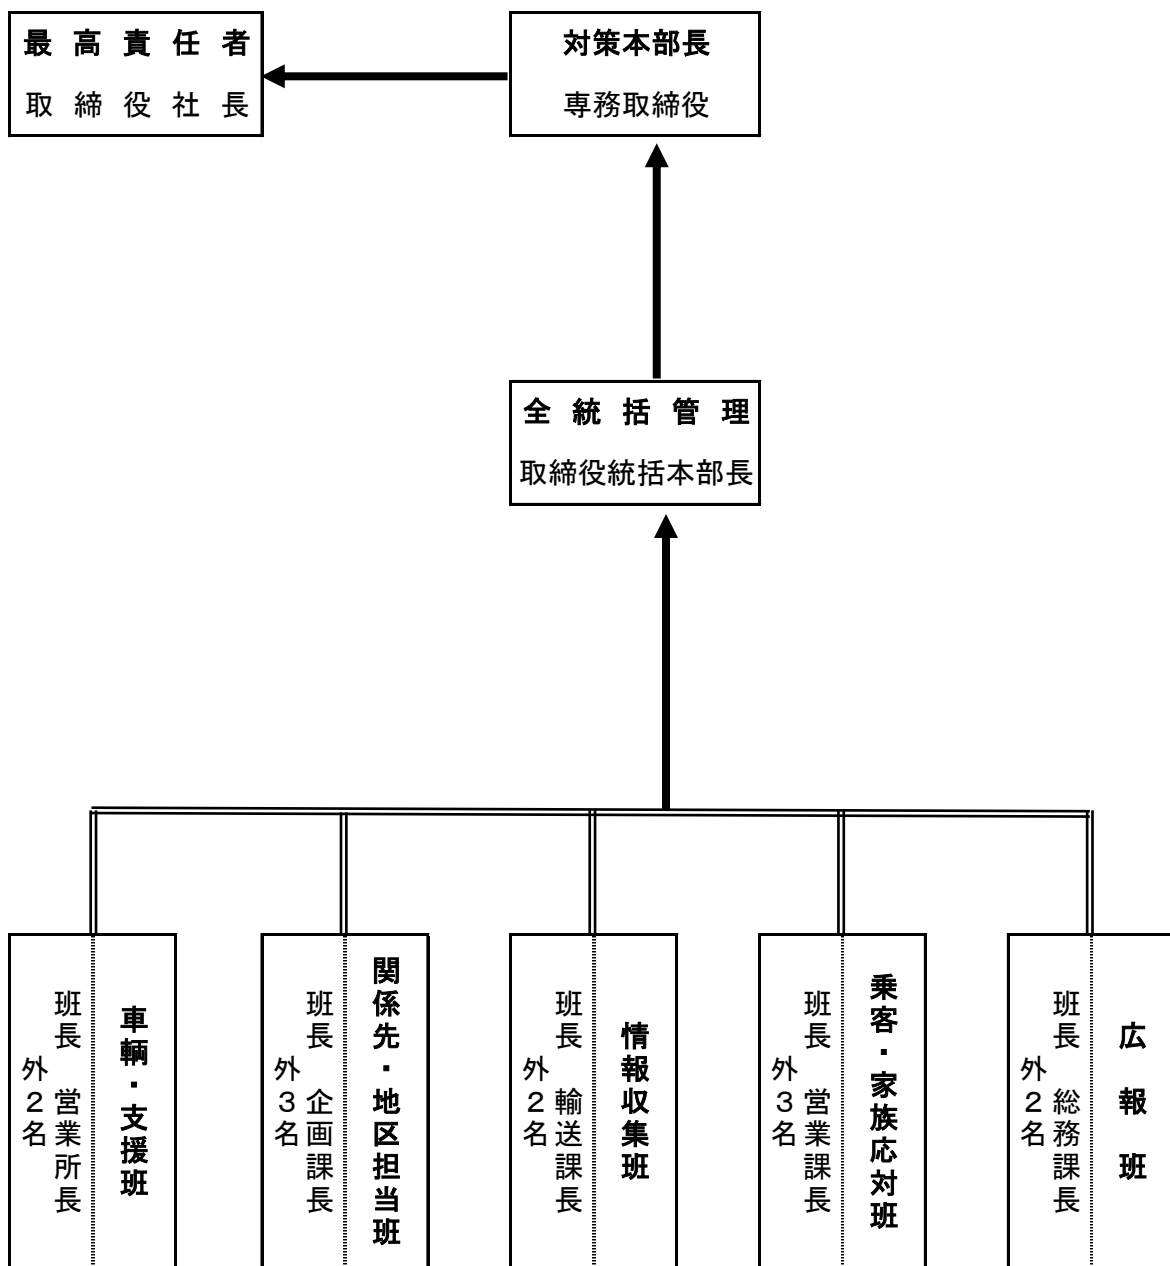 最高責任者
取締役社長
対策本部長
専務取締役
全統括管理
取締役統括本部長
広報班
班長 総務課長
外２名
乗客・家族応対班
班長 営業課長
外３名
情報収集班
班長 輸送課長
外２名
関係先・地区担当班
班長 企画課長
外３名
車輌・支援班
班長 営業所長
外２名